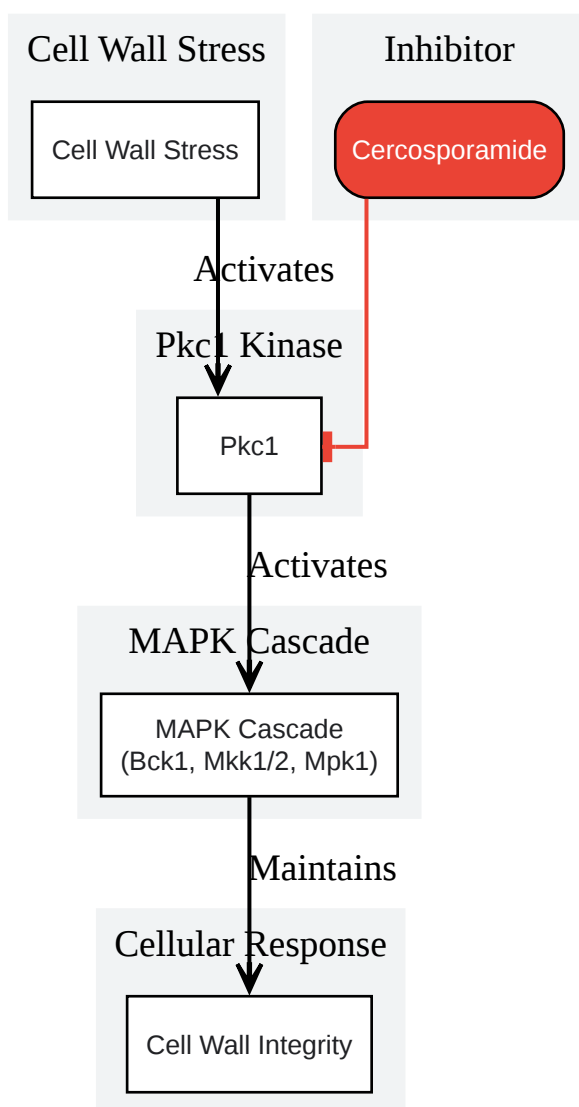 Cell Wall Stress
Inhibitor
Cell Wall Stress
Cercosporamide
Activates
Pkc1 Kinase
Pkc1
Activates
MAPK Cascade
MAPK Cascade
(Bck1, Mkk1/2, Mpk1)
Maintains
Cellular Response
Cell Wall Integrity